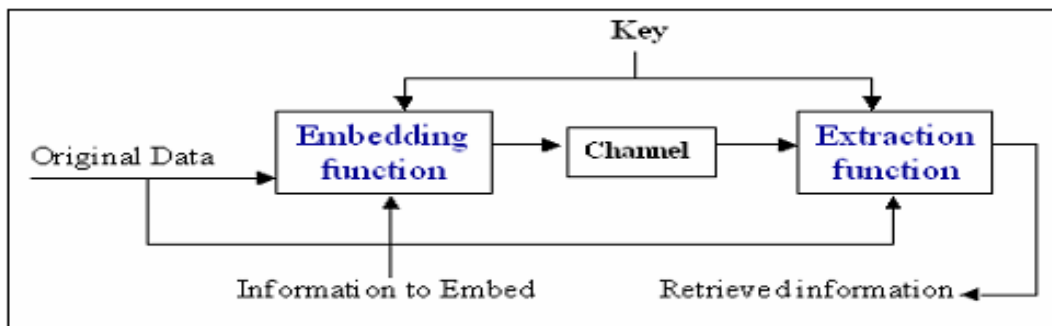 Key
Embedding
function
Channel
Extraction
function
Original Data
Information to Embed
Retrieved information